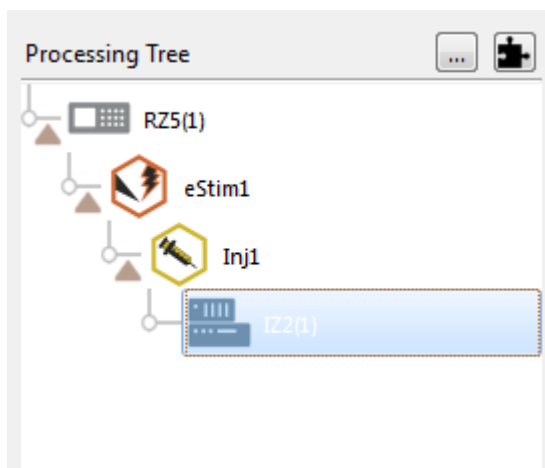 Processing Tree ...
RZ5(1)
eStim1
Inj1
IZ2(1)